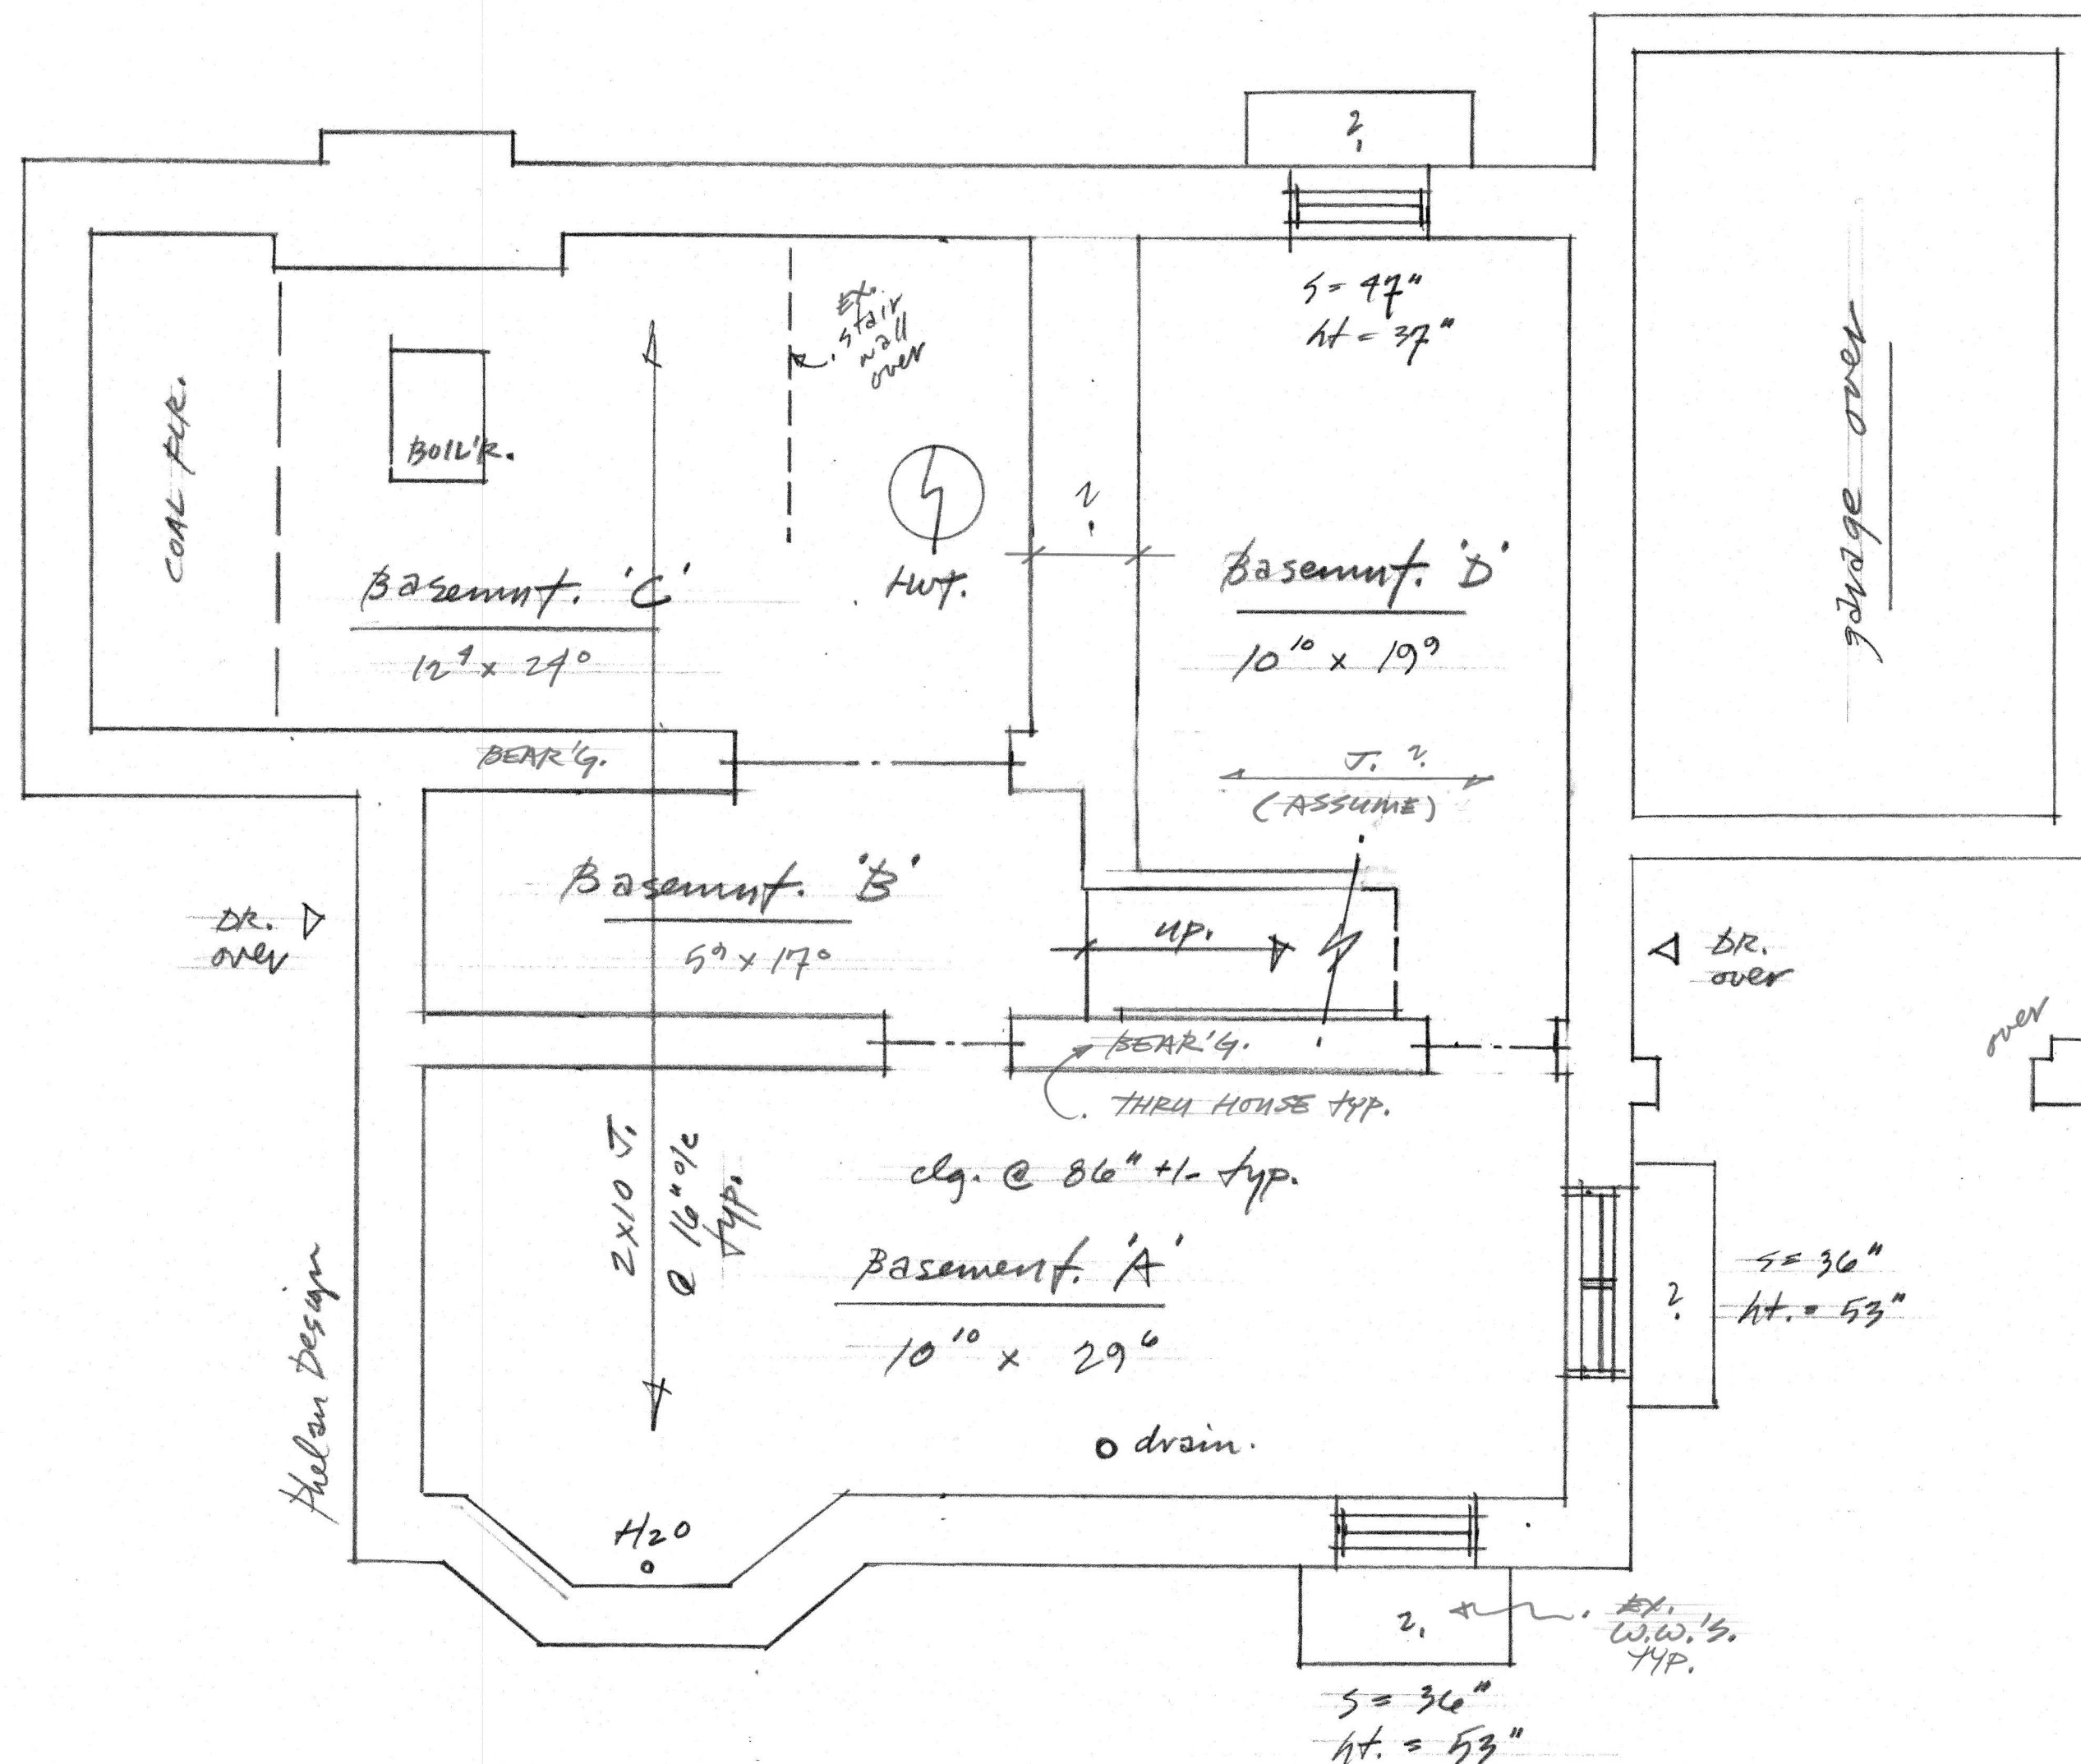 ?
s = 47"
ht = 37"
Ex.
stair
wall
over
COAL
BOIL'R.
HWT.
?
Basemnt. 'C'
12⁴ x 24⁰
Basemnt. 'D'
10¹⁰ x 19⁹
garage over
BEAR'G.
J. ?
(ASSUME)
Basemnt. 'B'
5⁹ x 17⁰
DR.
over
UP.
DR.
over
over
BEAR'G.
THRU HOUSE TYP.
2x10 J.
@ 16" o/c
TYP.
clg. @ 86" +/- typ.
Basement. 'A'
10¹⁰ x 29⁶
Phelan Design
?
s = 36"
ht. = 53"
drain.
H2O
?
EX.
W.W.'S.
TYP.
s = 36"
ht. = 53"